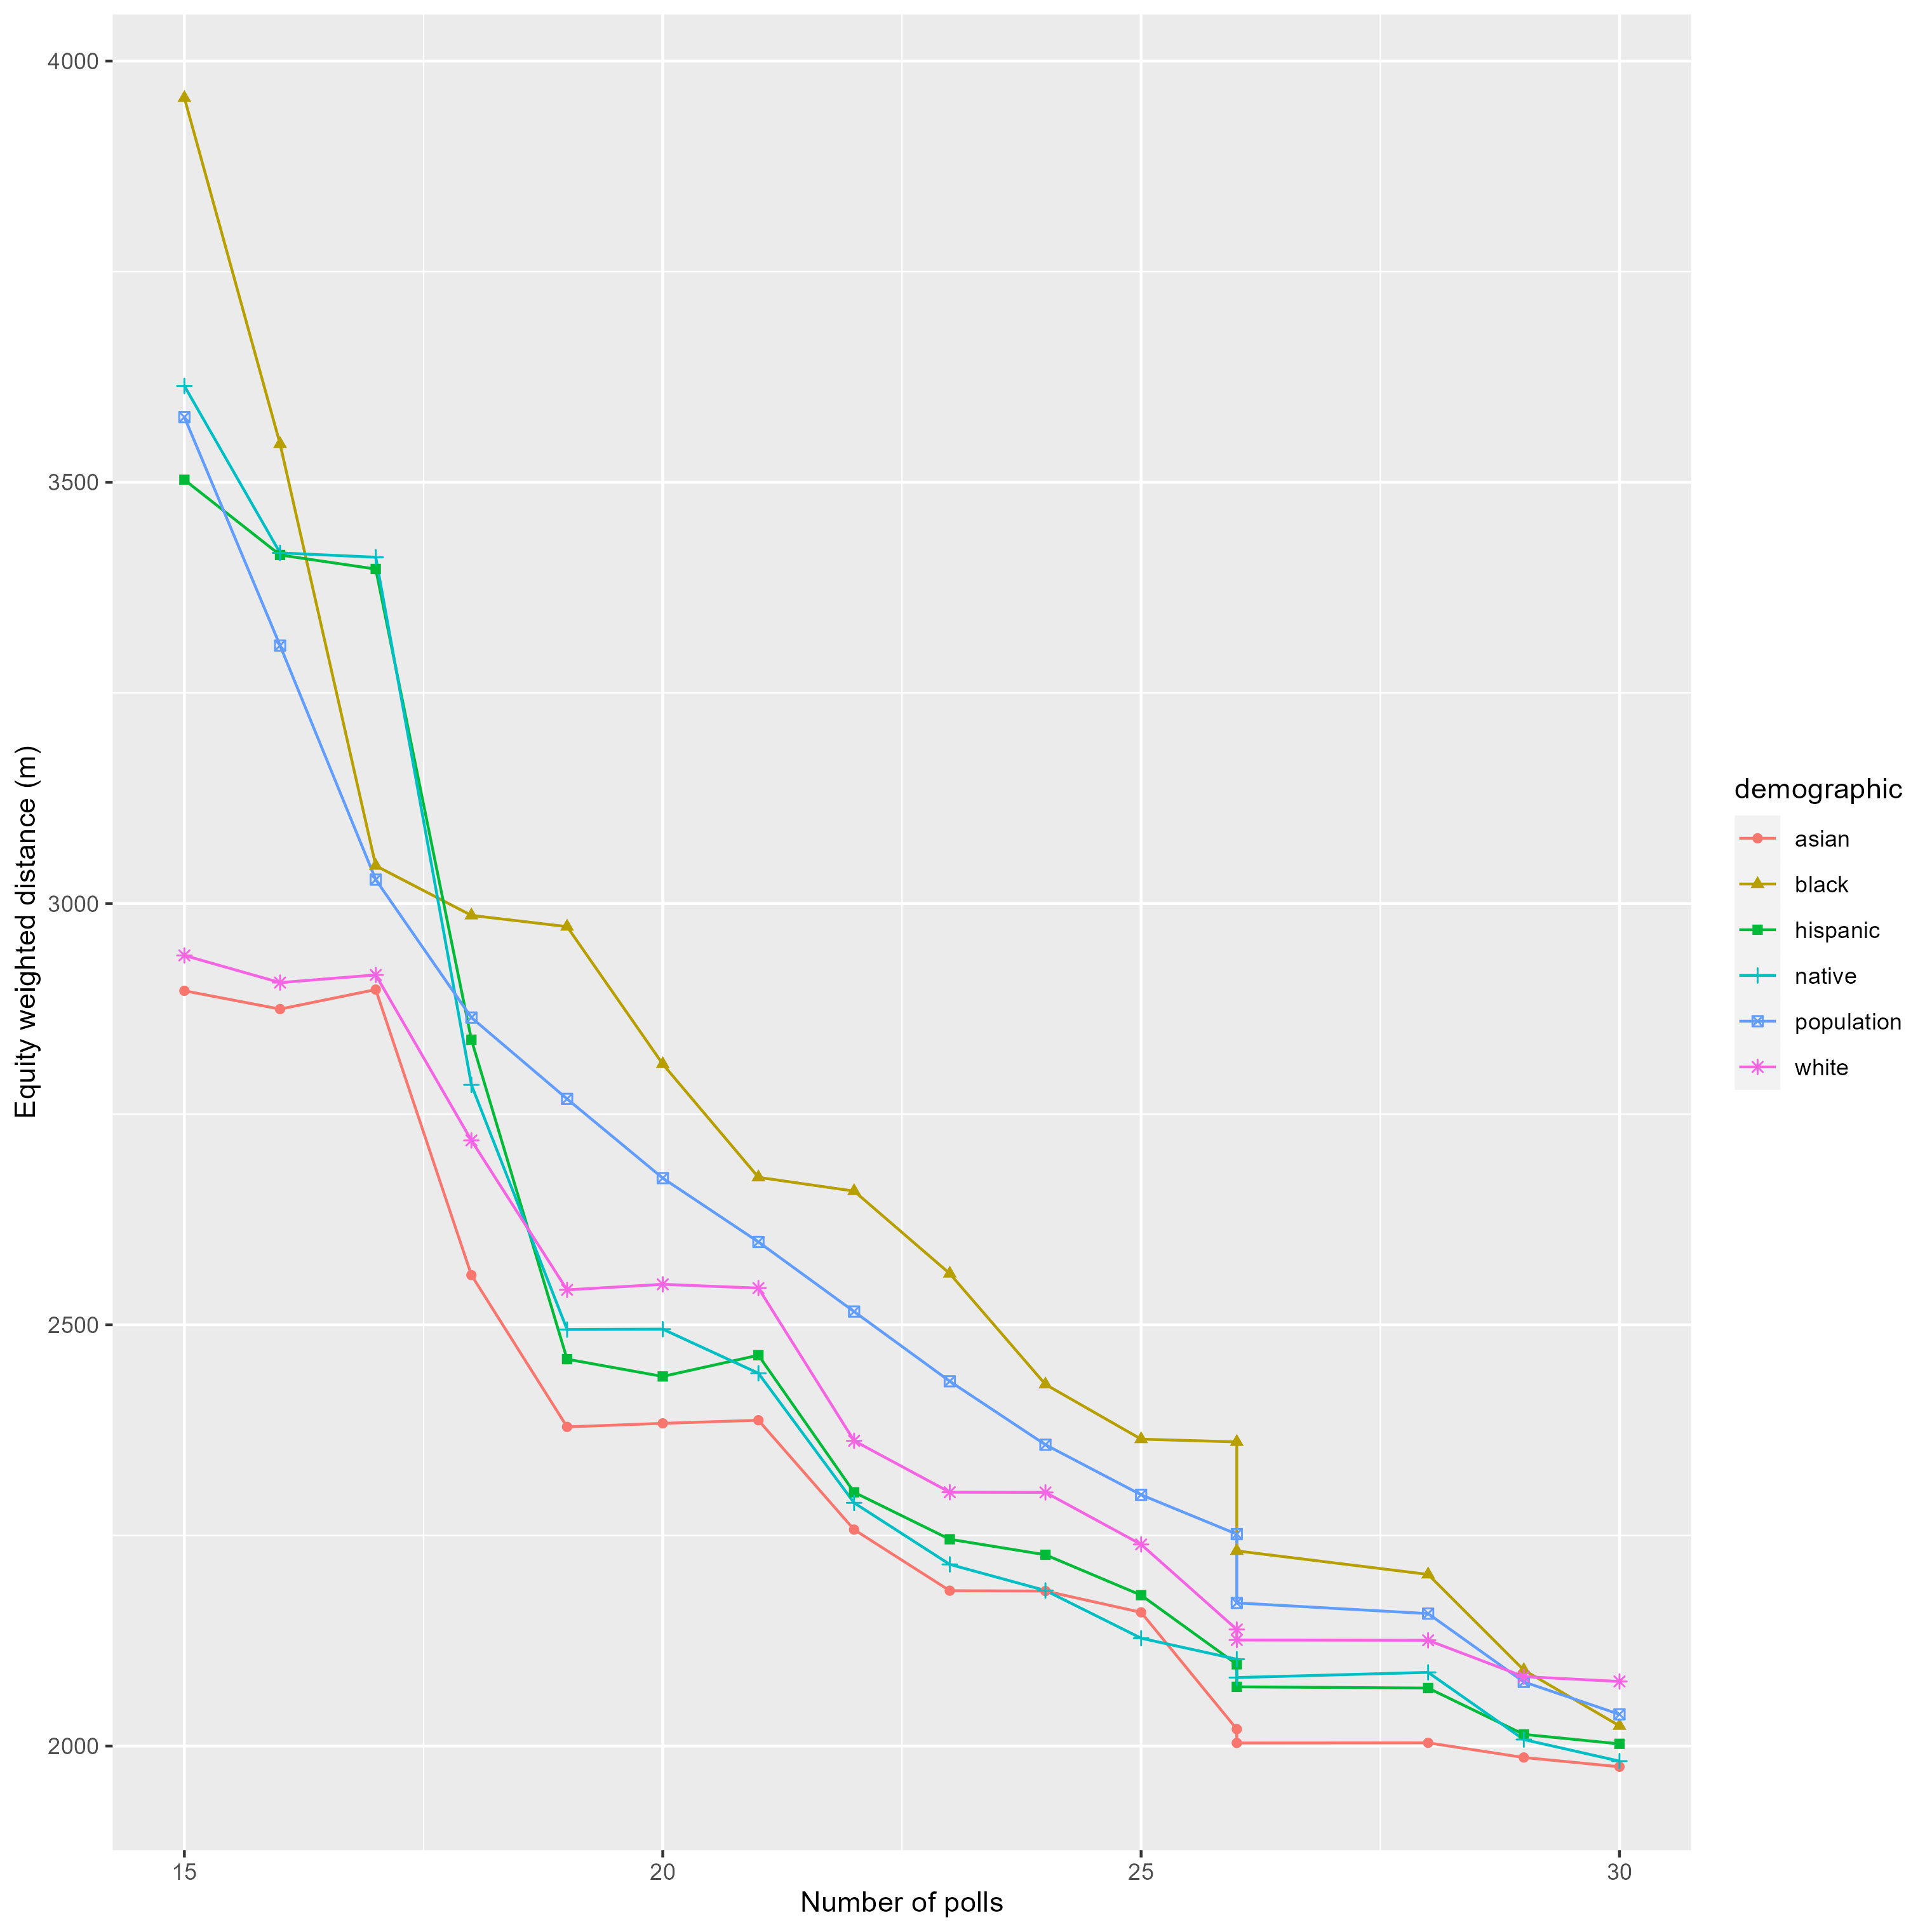 4000
3500
3000
2500
2000
Equity weighted distance (m)
15
20
25
30
Number of polls
demographic
asian
black
hispanic
native
population
white